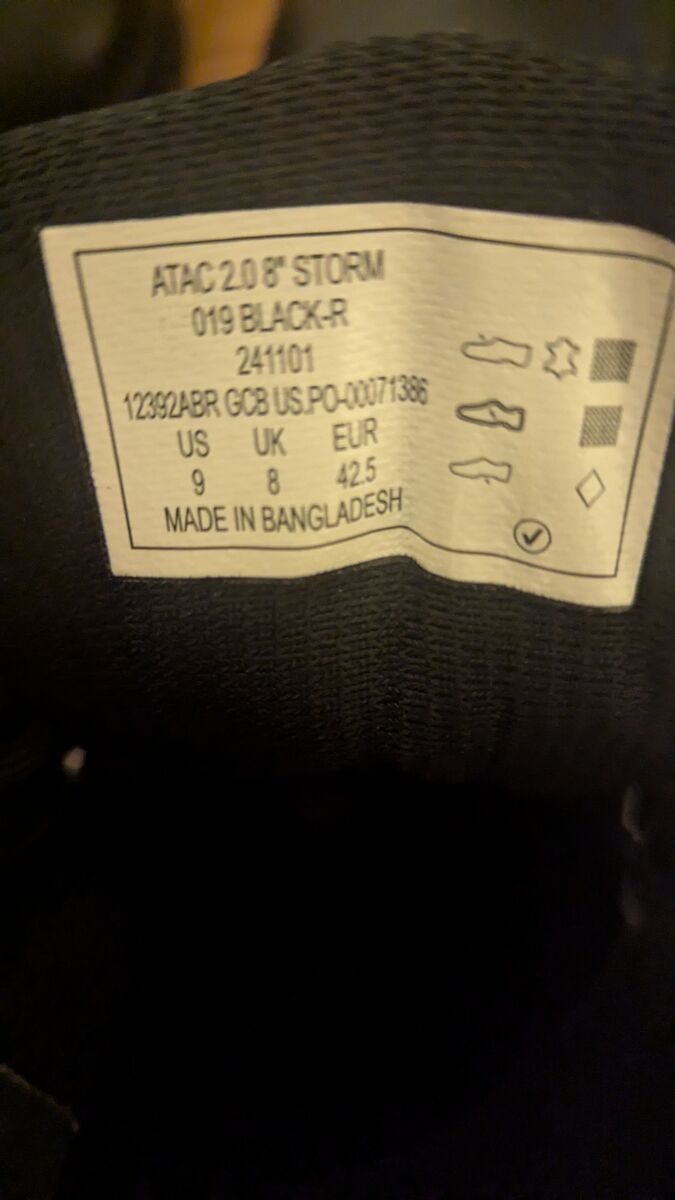 ATAC 2.0 8" STORM
019 BLACK-R
241101
12392ABR GCB US.PO-00071386
US UK EUR
9 8 42.5
MADE IN BANGLADESH